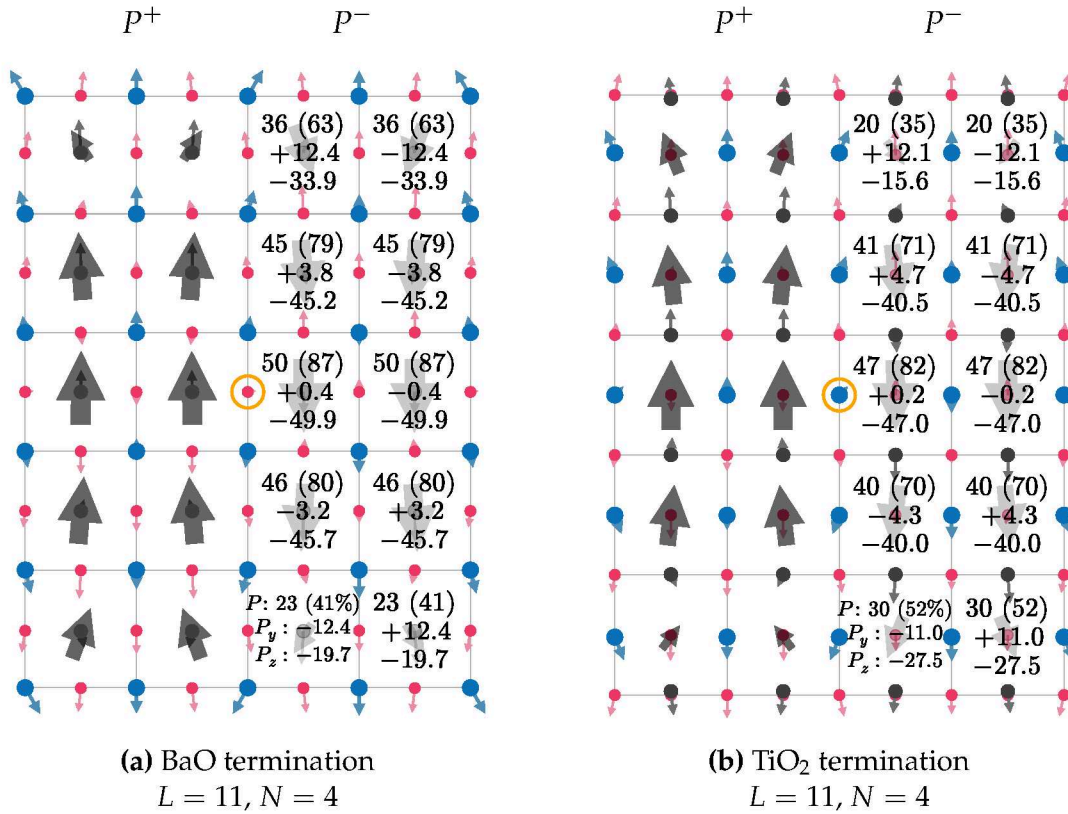 P⁺ P⁻
36 (63) 36 (63)
+12.4 −12.4
−33.9 −33.9
45 (79) 45 (79)
+3.8 −3.8
−45.2 −45.2
50 (87) 50 (87)
+0.4 −0.4
−49.9 −49.9
46 (80) 46 (80)
−3.2 +3.2
−45.7 −45.7
P: 23 (41%) 23 (41)
P_y: −12.4 +12.4
P_z: −19.7 −19.7
(a) BaO termination
L = 11, N = 4
P⁺ P⁻
20 (35) 20 (35)
+12.1 −12.1
−15.6 −15.6
41 (71) 41 (71)
+4.7 −4.7
−40.5 −40.5
47 (82) 47 (82)
+0.2 −0.2
−47.0 −47.0
40 (70) 40 (70)
−4.3 +4.3
−40.0 −40.0
P: 30 (52%) 30 (52)
P_y: −11.0 +11.0
P_z: −27.5 −27.5
(b) TiO₂ termination
L = 11, N = 4